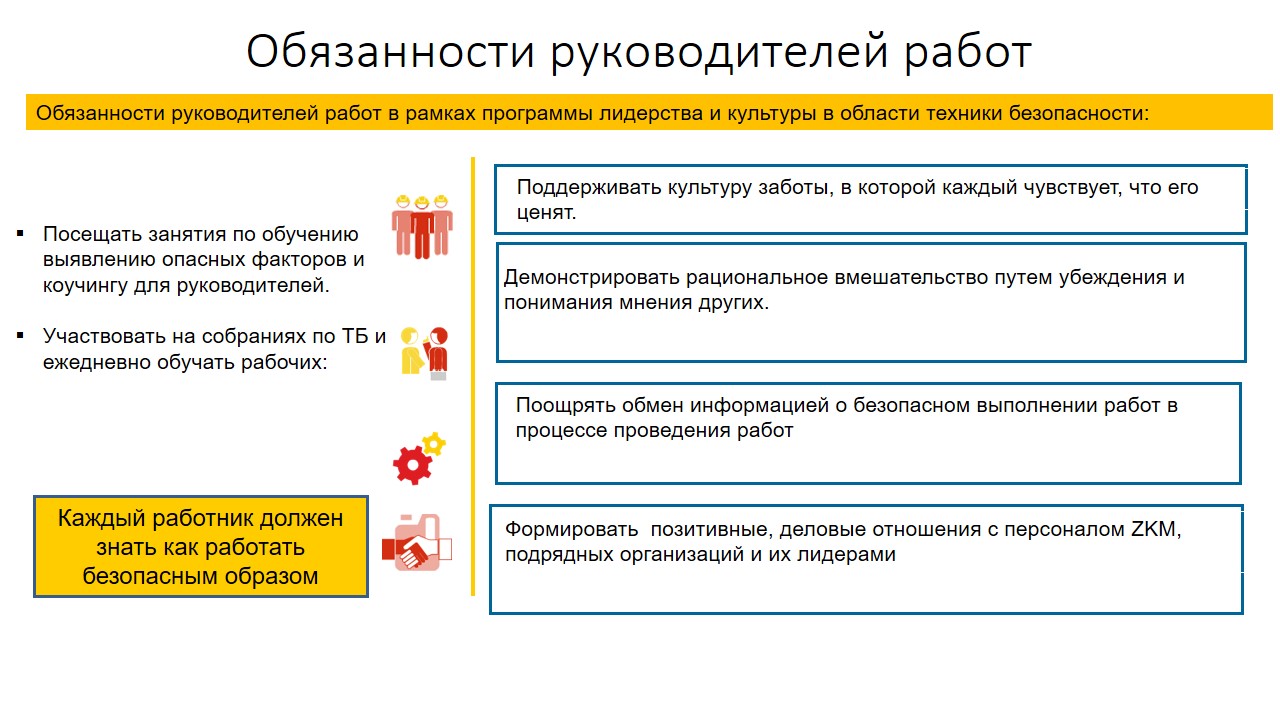 Обязанности руководителей работ
Обязанности руководителей работ в рамках программы лидерства и культуры в области техники безопасности:
▪ Посещать занятия по обучению
выявлению опасных факторов и
коучингу для руководителей.
▪ Участвовать на собраниях по ТБ и
ежедневно обучать рабочих:
Каждый работник должен
знать как работать
безопасным образом
Поддерживать культуру заботы, в которой каждый чувствует, что его
ценят.
Демонстрировать рациональное вмешательство путем убеждения и
понимания мнения других.
Поощрять обмен информацией о безопасном выполнении работ в
процессе проведения работ
Формировать  позитивные, деловые отношения с персоналом ZKM,
подрядных организаций и их лидерами